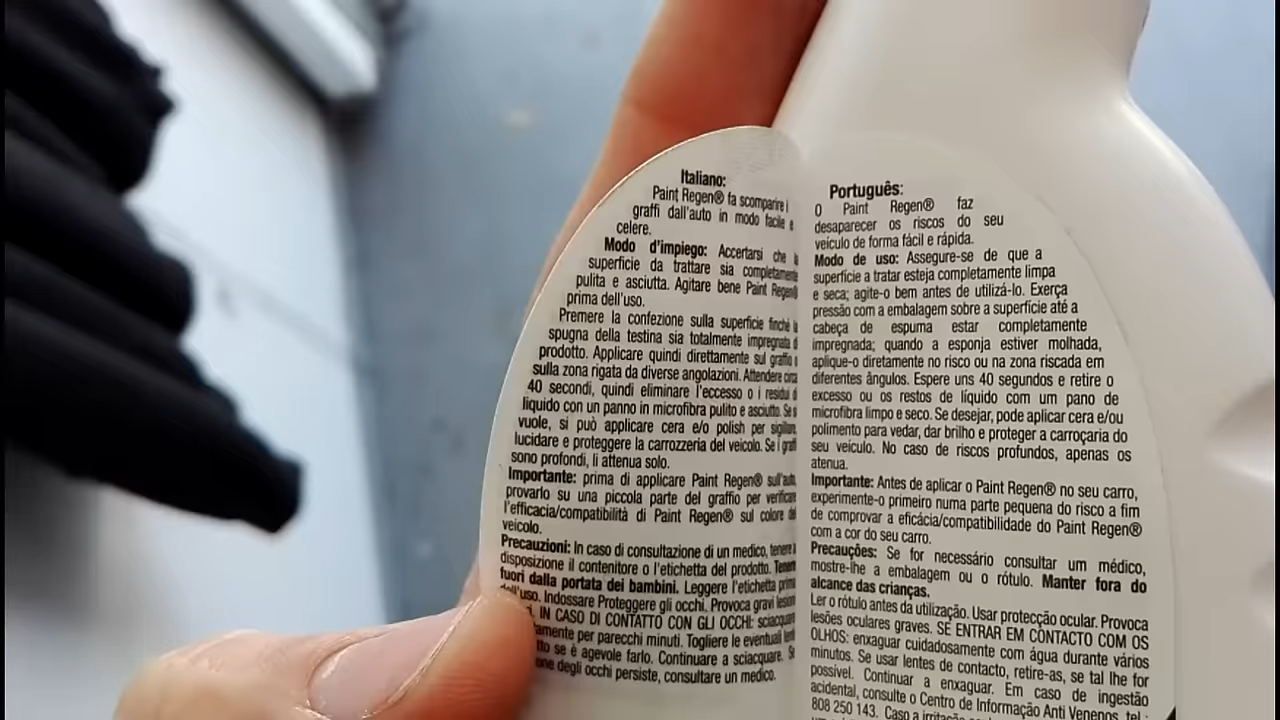 Italiano:
Paint Regen® fa scomparire i
graffi dall'auto in modo facile e
celere.
Modo d'impiego: Accertarsi che
superficie da trattare sia completamente
pulita e asciutta. Agitare bene Paint Regen®
prima dell'uso.
Premere la confezione sulla superficie finché
spugna della testina sia totalmente impregnata
prodotto. Applicare quindi direttamente sul graffio
sulla zona rigata da diverse angolazioni. Attendere circa
40 secondi, quindi eliminare l'eccesso o i residui
liquido con un panno in microfibra pulito e asciutto. Se
vuole, si può applicare cera e/o polish per sigillare,
lucidare e proteggere la carrozzeria del veicolo. Se i graffi
sono profondi, li attenua solo.
Importante: prima di applicare Paint Regen® sull'auto,
provarlo su una piccola parte del graffio per verificare
l'efficacia/compatibilità di Paint Regen® sul colore del
veicolo.
Precauzioni: In caso di consultazione di un medico, tenere a
disposizione il contenitore o l'etichetta del prodotto. Tenere
fuori dalla portata dei bambini. Leggere l'etichetta prima
dell'uso. Indossare Proteggere gli occhi. Provoca gravi lesioni
IN CASO DI CONTATTO CON GLI OCCHI: sciacquare
per parecchi minuti. Togliere le eventuali
se è agevole farlo. Continuare a sciacquare. Se
degli occhi persiste, consultare un medico.
Português:
O Paint Regen® faz
desaparecer os riscos do seu
veículo de forma fácil e rápida.
Modo de uso: Assegure-se de que a
superfície a tratar esteja completamente limpa
e seca; agite-o bem antes de utilizá-lo. Exerça
pressão com a embalagem sobre a superfície até a
cabeça de espuma estar completamente
impregnada; quando a esponja estiver molhada,
aplique-o diretamente no risco ou na zona riscada em
diferentes ângulos. Espere uns 40 segundos e retire o
excesso ou os restos de líquido com um pano de
microfibra limpo e seco. Se desejar, pode aplicar cera e/ou
polimento para vedar, dar brilho e proteger a carroçaria do
seu veículo. No caso de riscos profundos, apenas os
atenua.
Importante: Antes de aplicar o Paint Regen® no seu carro,
experimente-o primeiro numa parte pequena do risco a fim
de comprovar a eficácia/compatibilidade do Paint Regen®
com a cor do seu carro.
Precauções: Se for necessário consultar um médico,
mostre-lhe a embalagem ou o rótulo. Manter fora do
alcance das crianças.
Ler o rótulo antes da utilização. Usar protecção ocular. Provoca
lesões oculares graves. SE ENTRAR EM CONTACTO COM OS
OLHOS: enxaguar cuidadosamente com água durante vários
minutos. Se usar lentes de contacto, retire-as, se tal lhe for
possível. Continuar a enxaguar. Em caso de ingestão
acidental, consulte o Centro de Informação Anti Venenos, tel.:
808 250 143. Caso a irritação